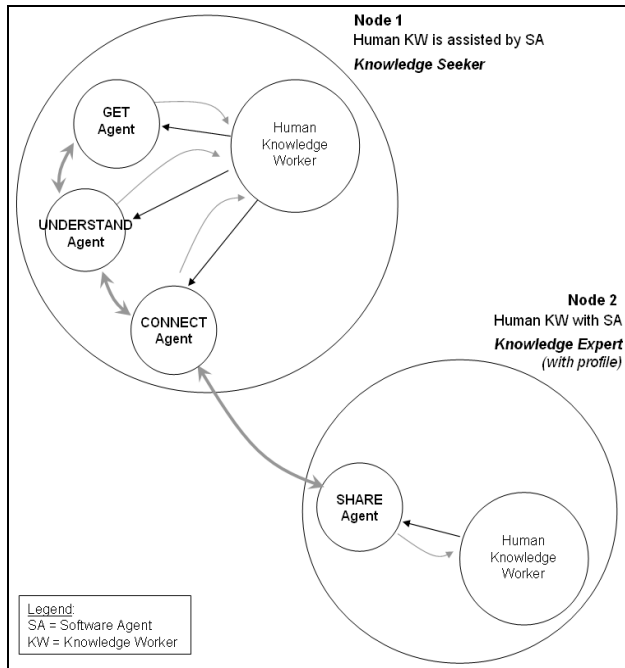 Node 1
Human KW is assisted by SA
Knowledge Seeker
GET
Agent
Human
Knowledge
Worker
UNDERSTAND
Agent
CONNECT
Agent
Node 2
Human KW with SA
Knowledge Expert
(with profile)
SHARE
Agent
Human
Knowledge
Worker
Legend:
SA = Software Agent
KW = Knowledge Worker